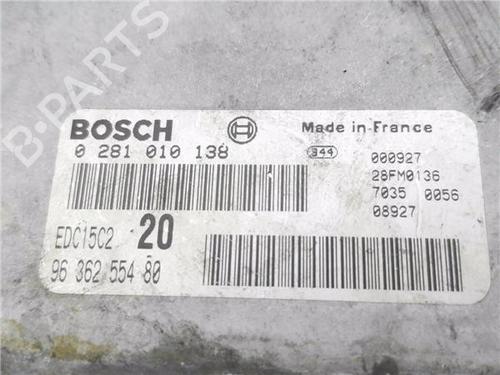 B-PARTS
BOSCH
Made in France
0 281 010 138
344
000927
28FM0136
7035 0056
08927
EDC15C2 20
96 362 554 80